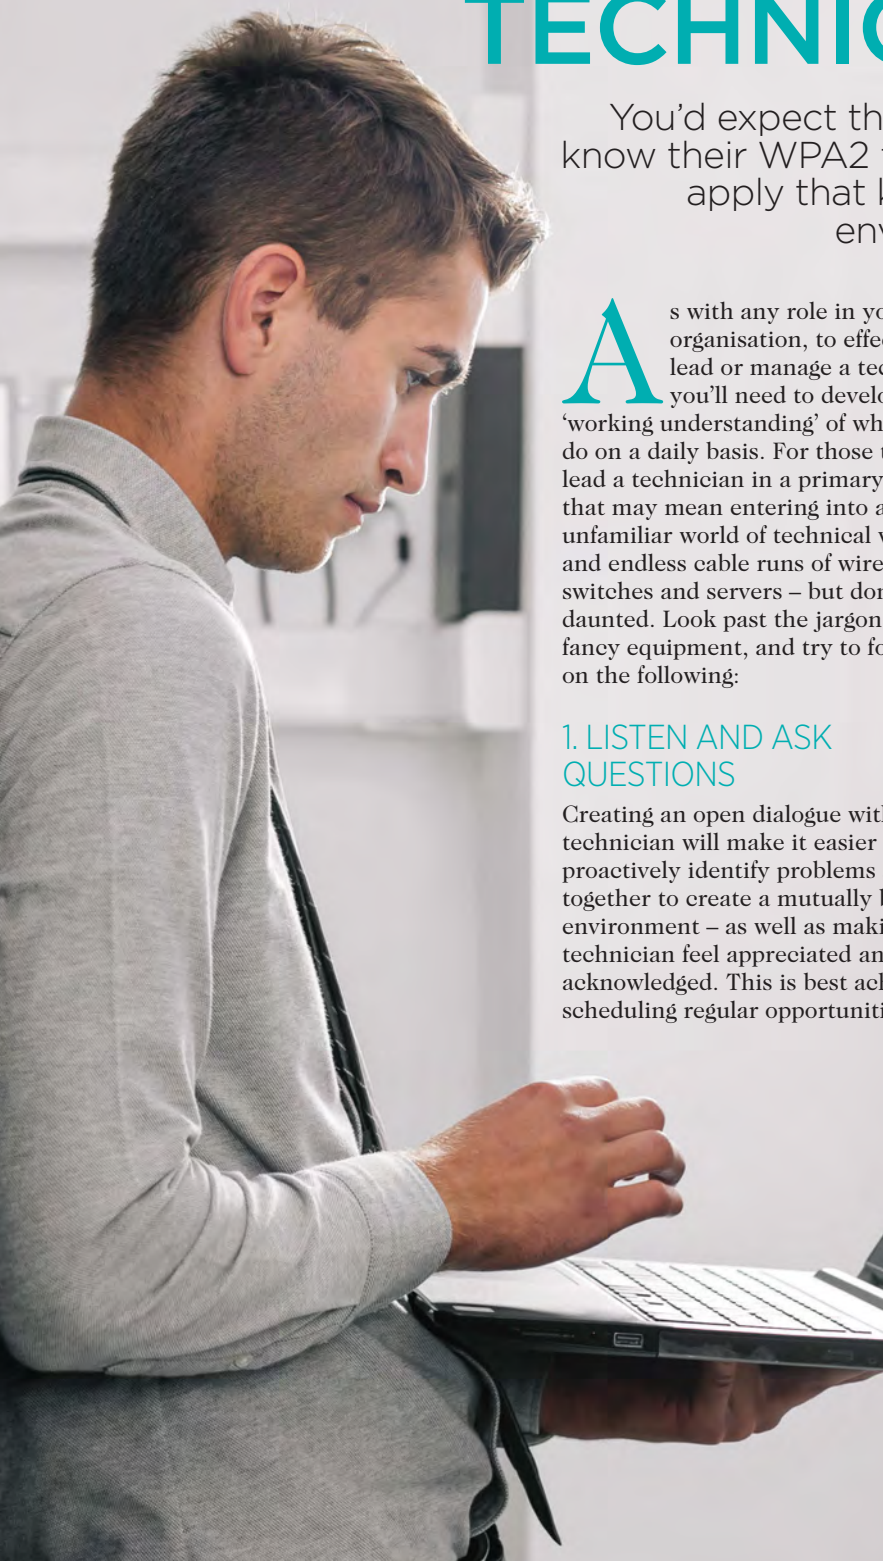 TECHNIC
You'd expect th
know their WPA2
apply that
env
As with any role in yo
organisation, to effe
lead or manage a tec
you'll need to develo
‘working understanding’ of wh
do on a daily basis. For those
lead a technician in a primary
that may mean entering into a
unfamiliar world of technical
and endless cable runs of wire
switches and servers – but don
daunted. Look past the jargon
fancy equipment, and try to fo
on the following:
1. LISTEN AND ASK
QUESTIONS
Creating an open dialogue with
technician will make it easier
proactively identify problems
together to create a mutually b
environment – as well as maki
technician feel appreciated an
acknowledged. This is best ach
scheduling regular opportuniti